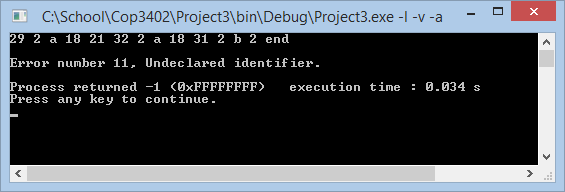 C:\School\Cop3402\Project3\bin\Debug\Project3.exe -l -v -a
29 2 a 18 21 32 2 a 18 31 2 b 2 end
Error number 11, Undeclared identifier.
Process returned -1 (0xFFFFFFFF)   execution time : 0.034 s
Press any key to continue.